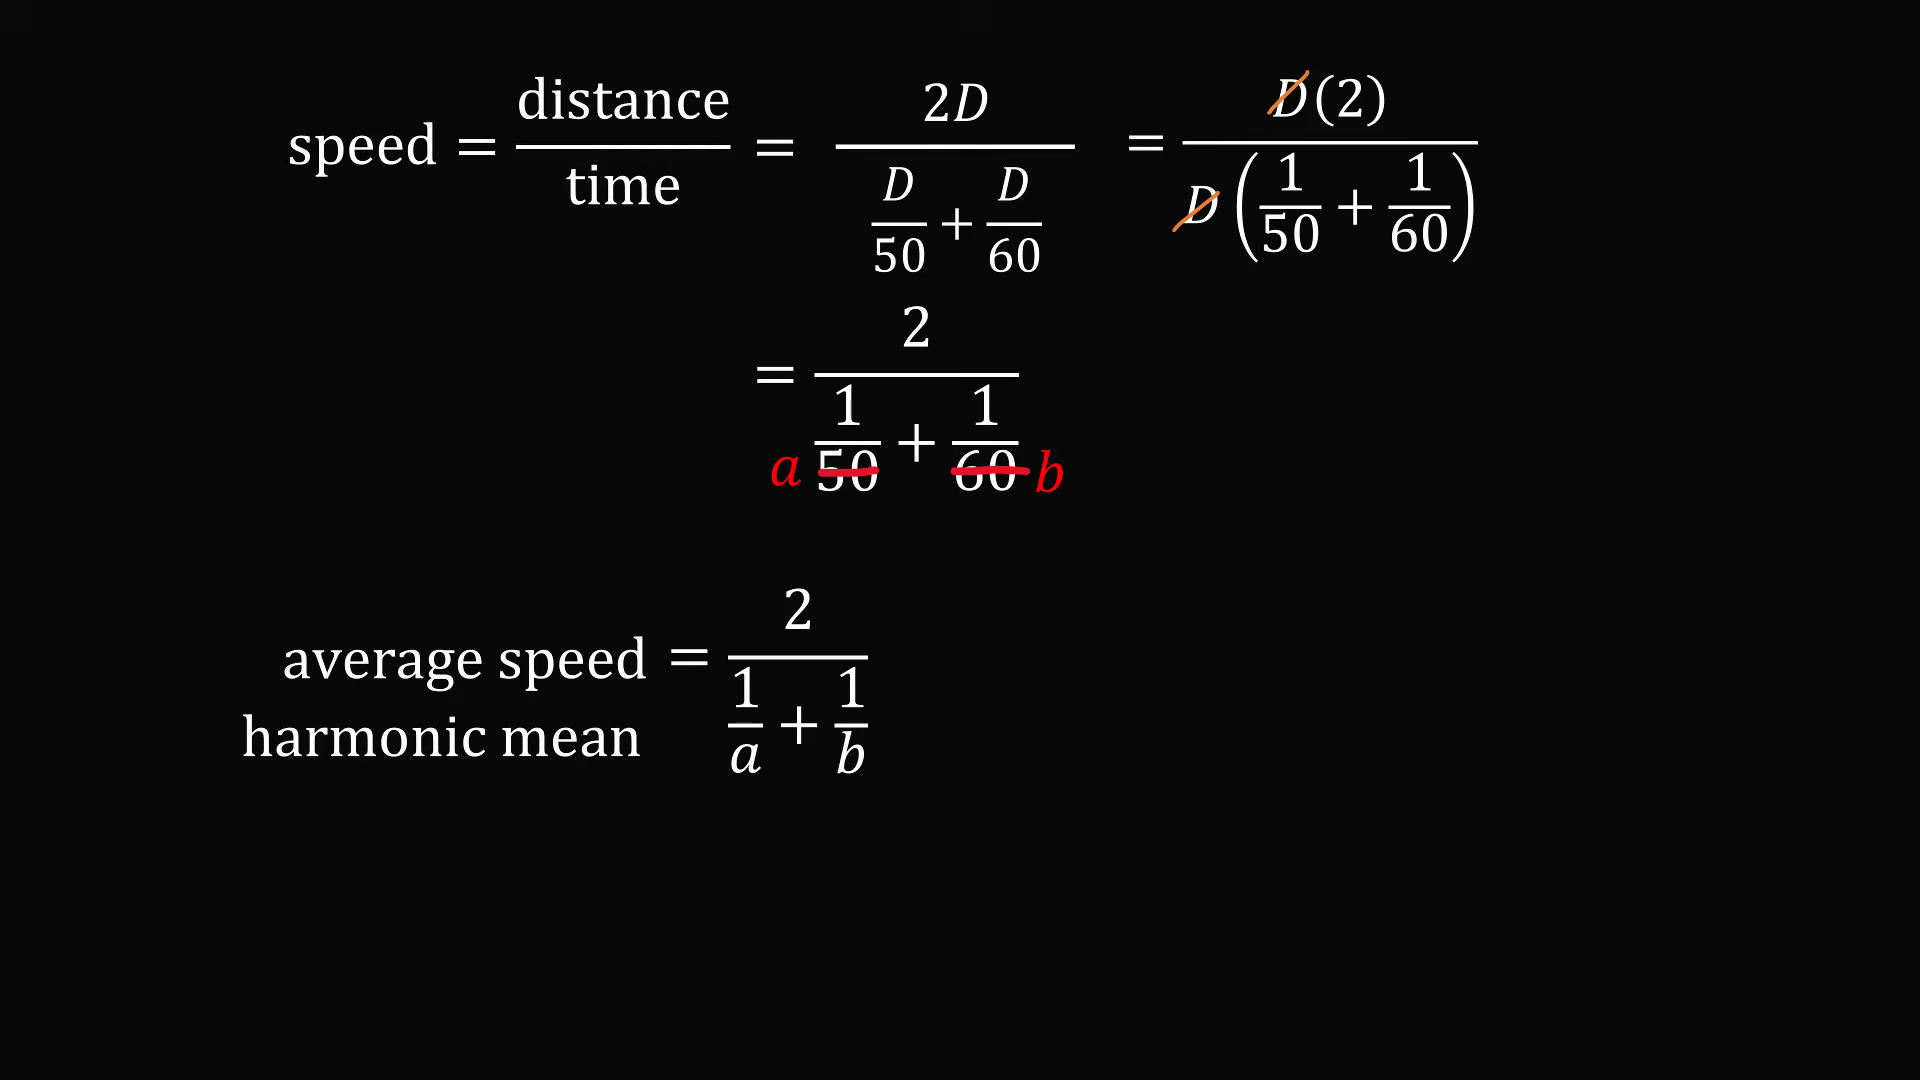 speed = distance/time = 2D/(D/50 + D/60) = D(2)/(D(1/50 + 1/60))
= 2/(1/50 + 1/60)
a b
average speed = 2/(1/a + 1/b)
harmonic mean